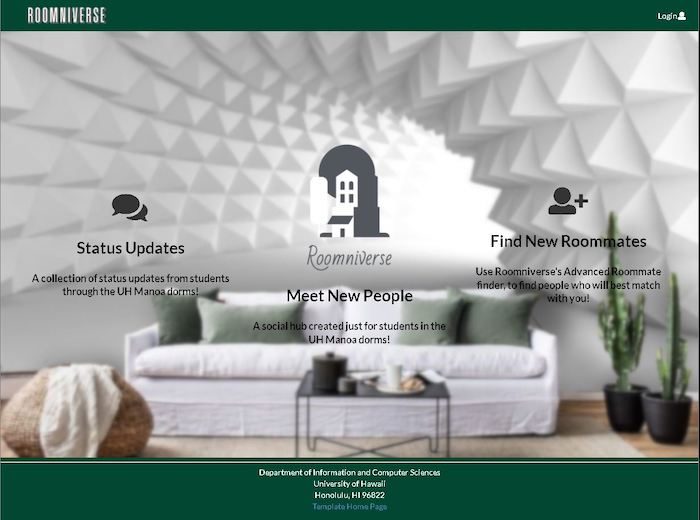 ROOMNIVERSE
Login
Status Updates
A collection of status updates from students
through the UH Manoa dorms!
Roomniverse
Meet New People
A social hub created just for students in the
UH Manoa dorms!
Find New Roommates
Use Roomniverse's Advanced Roommate
finder, to find people who will best match
with you!
Department of Information and Computer Sciences
University of Hawaii
Honolulu, HI 96822
Template Home Page